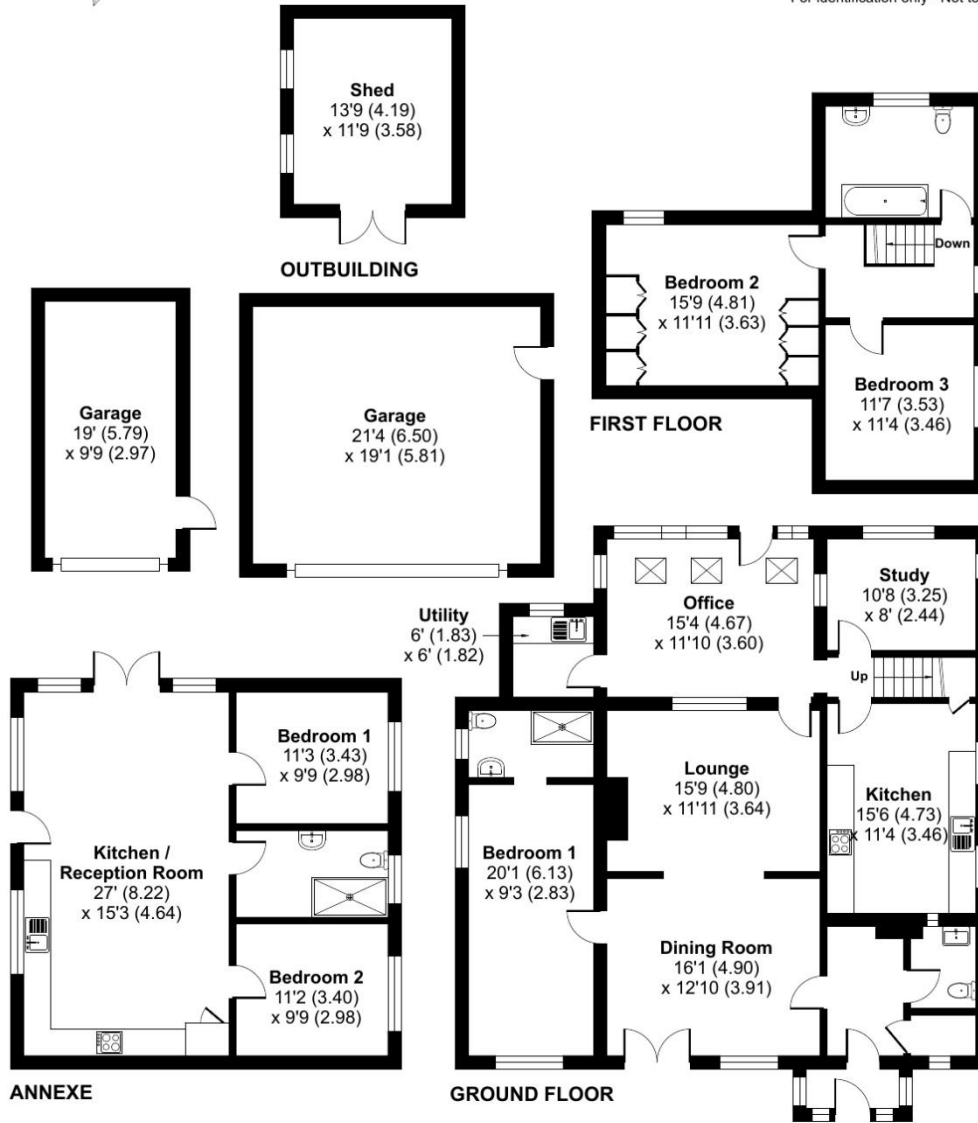 For identification only - Not to
Shed
13'9 (4.19)
x 11'9 (3.58)
OUTBUILDING
Down
Bedroom 2
15'9 (4.81)
x 11'11 (3.63)
Bedroom 3
11'7 (3.53)
x 11'4 (3.46)
FIRST FLOOR
Garage
19' (5.79)
x 9'9 (2.97)
Garage
21'4 (6.50)
x 19'1 (5.81)
Utility
6' (1.83)
x 6' (1.82)
Office
15'4 (4.67)
x 11'10 (3.60)
Study
10'8 (3.25)
x 8' (2.44)
Up
Bedroom 1
11'3 (3.43)
x 9'9 (2.98)
Kitchen /
Reception Room
27' (8.22)
x 15'3 (4.64)
Bedroom 2
11'2 (3.40)
x 9'9 (2.98)
ANNEXE
Lounge
15'9 (4.80)
x 11'11 (3.64)
Kitchen
15'6 (4.73)
x 11'4 (3.46)
Bedroom 1
20'1 (6.13)
x 9'3 (2.83)
Dining Room
16'1 (4.90)
x 12'10 (3.91)
GROUND FLOOR